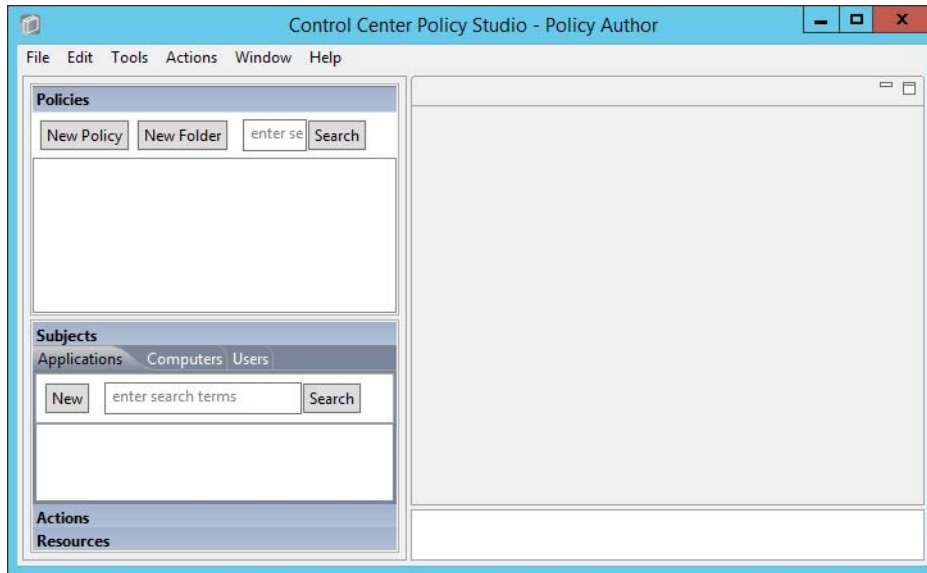 Control Center Policy Studio - Policy Author
File Edit Tools Actions Window Help
Policies
New Policy New Folder enter se Search
Subjects
Applications Computers Users
New enter search terms Search
Actions
Resources